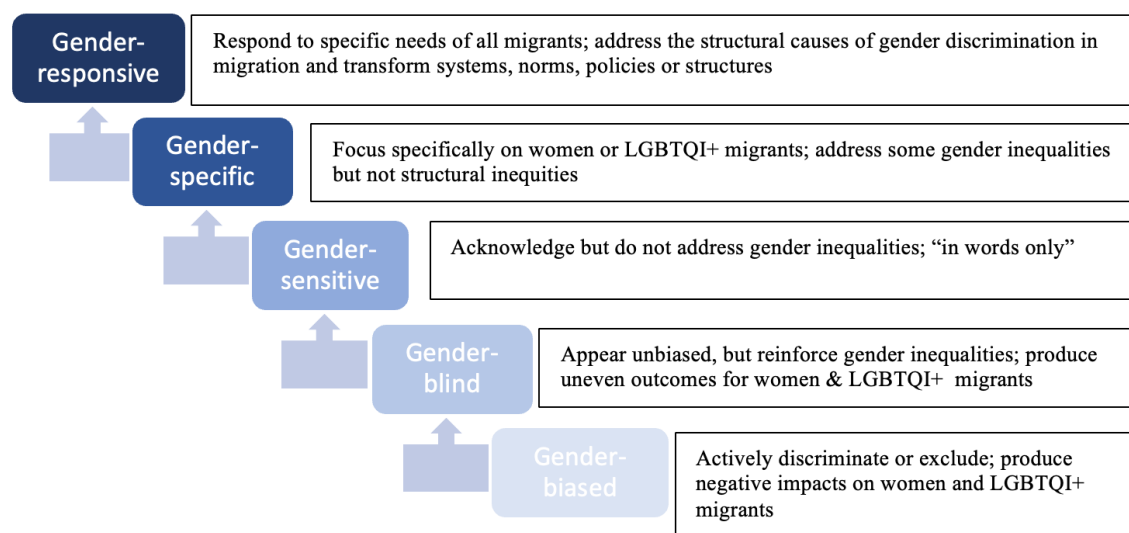 Gender-
responsive
Respond to specific needs of all migrants; address the structural causes of gender discrimination in
migration and transform systems, norms, policies or structures
Gender-
specific
Focus specifically on women or LGBTQI+ migrants; address some gender inequalities
but not structural inequities
Gender-
sensitive
Acknowledge but do not address gender inequalities; “in words only”
Gender-
blind
Appear unbiased, but reinforce gender inequalities; produce
uneven outcomes for women & LGBTQI+ migrants
Gender-
biased
Actively discriminate or exclude; produce
negative impacts on women and LGBTQI+
migrants